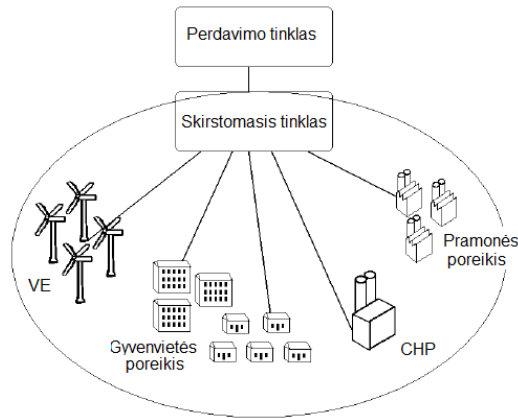 Perdavimo tinklas
Skirstomasis tinklas
VE
Gyvenvietės
poreikis
CHP
Pramonės
poreikis